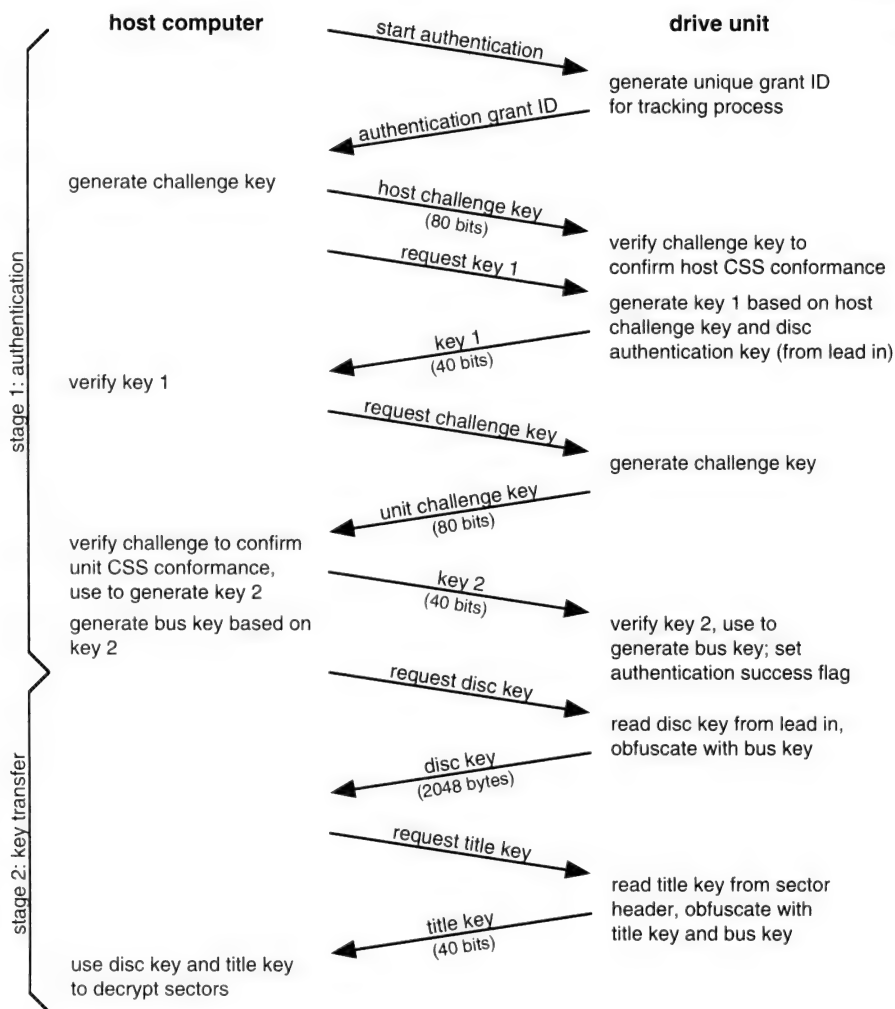 host computer
drive unit
start authentication
generate unique grant ID
for tracking process
authentication grant ID
generate challenge key
host challenge key
(80 bits)
verify challenge key to
confirm host CSS conformance
request key 1
generate key 1 based on host
challenge key and disc
authentication key (from lead in)
key 1
(40 bits)
verify key 1
request challenge key
generate challenge key
unit challenge key
(80 bits)
verify challenge to confirm
unit CSS conformance,
use to generate key 2
key 2
(40 bits)
generate bus key based on
key 2
verify key 2, use to
generate bus key; set
authentication success flag
stage 1: authentication
request disc key
read disc key from lead in,
obfuscate with bus key
disc key
(2048 bytes)
request title key
read title key from sector
header, obfuscate with
title key and bus key
title key
(40 bits)
use disc key and title key
to decrypt sectors
stage 2: key transfer